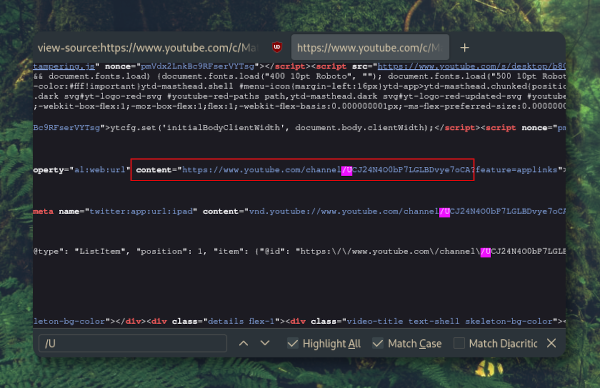 view-source:https://www.youtube.com/c/Ma
https://www.youtube.com/c/Ma
tampering.js" nonce="pmVdx2LnkBc9RFserVYTsg"></script><script src="https://www.youtube.com/s/desktop/b80
&& document.fonts.load) {document.fonts.load("400 10pt Roboto", ""); document.fonts.load("500 10pt Robot
-color:#fff!important}ytd-masthead.shell #menu-icon{margin-left:16px}ytd-app>ytd-masthead.chunked{positi
.dark svg#yt-logo-red-svg #youtube-red-paths path,ytd-masthead.dark svg#yt-logo-red-updated-svg #youtube
;-webkit-box-flex:1;-moz-box-flex:1;flex:1;-webkit-flex-basis:0.000000001px;-ms-flex-preferred-size:0.0000000
Bc9RFserVYTsg">ytcfg.set('initialBodyClientWidth', document.body.clientWidth);</script><script nonce="pm
operty="al:web:url" content="https://www.youtube.com/channel/UCJ24N4O0bP7LGLBDvye7oCA?feature=applinks">
meta name="twitter:app:url:ipad" content="vnd.youtube://www.youtube.com/channel/UCJ24N4O0bP7LGLBDvye7oCA
@type": "ListItem", "position": 1, "item": {"@id": "https:\/\/www.youtube.com\/channel\/UCJ24N4O0bP7LGLB
leton-bg-color"></div><div class="details flex-1"><div class="video-title text-shell skeleton-bg-color"><
/U
Highlight All
Match Case
Match Diacritic